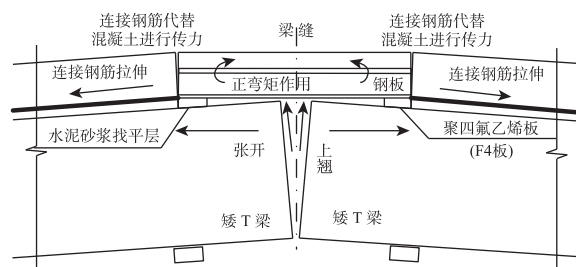 连接钢筋代替
混凝土进行传力
梁缝
连接钢筋代替
混凝土进行传力
连接钢筋拉伸
正弯矩作用
钢板
连接钢筋拉伸
水泥砂浆找平层
张开
上翘
聚四氟乙烯板
(F4板)
矮T梁
矮T梁